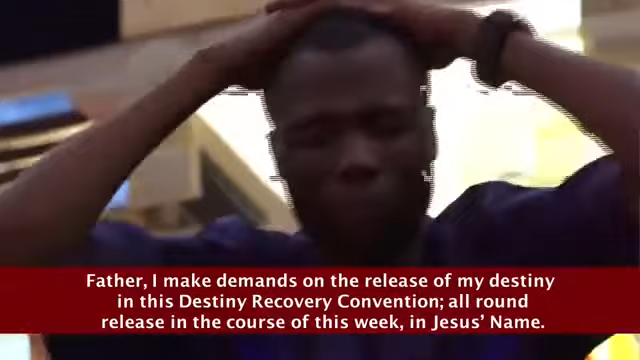 Father, I make demands on the release of my destiny
in this Destiny Recovery Convention; all round
release in the course of this week, in Jesus’ Name.